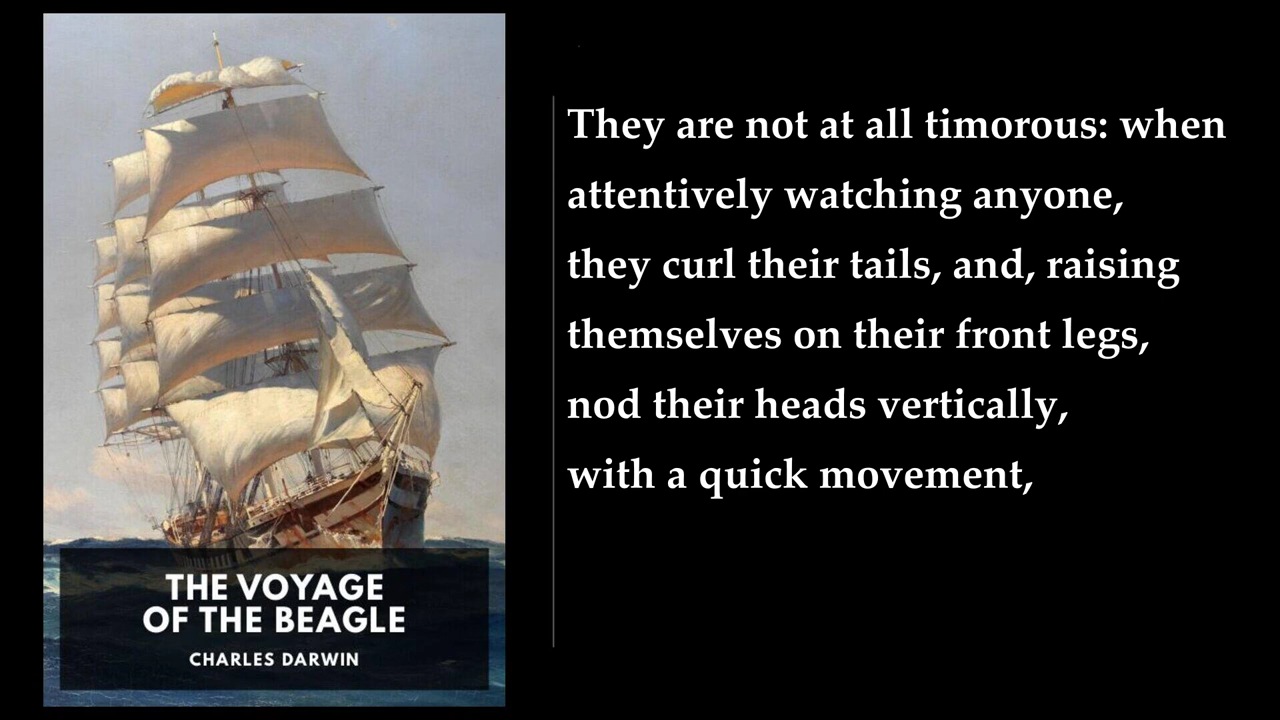 THE VOYAGE
OF THE BEAGLE
CHARLES DARWIN
They are not at all timorous: when
attentively watching anyone,
they curl their tails, and, raising
themselves on their front legs,
nod their heads vertically,
with a quick movement,